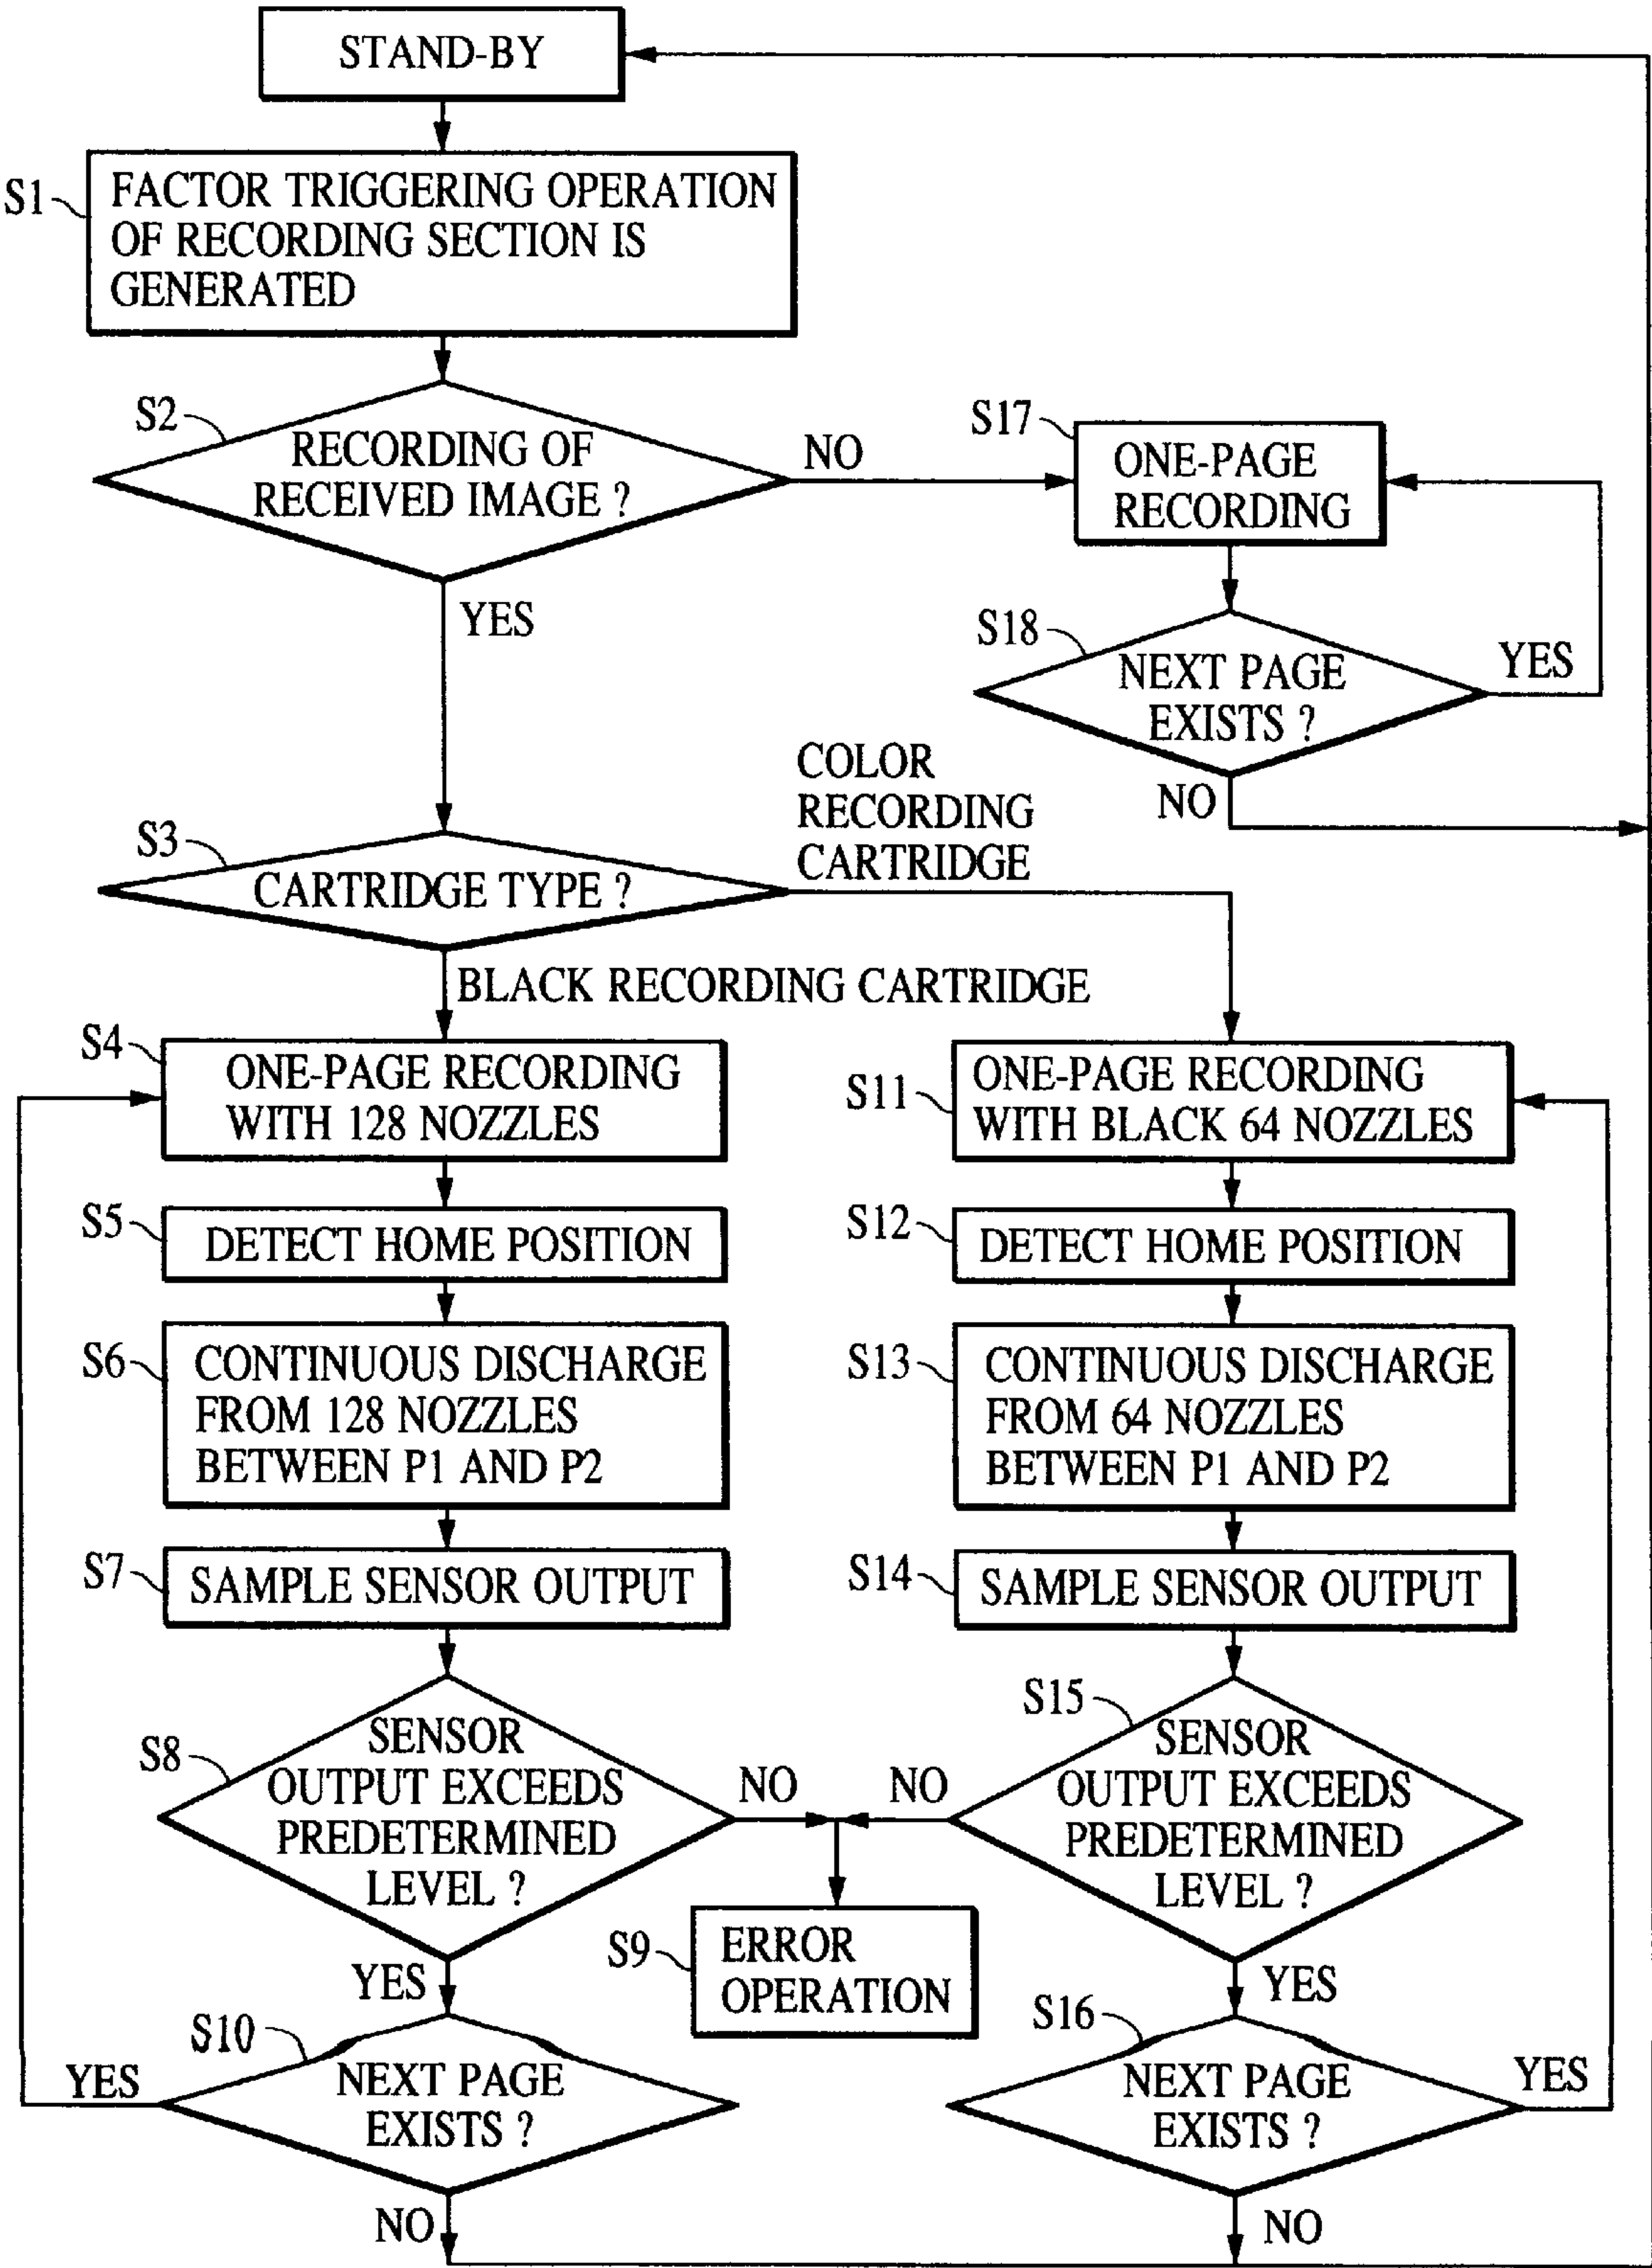 STAND-BY
S1
FACTOR TRIGGERING OPERATION
OF RECORDING SECTION IS
GENERATED
S2
RECORDING OF
RECEIVED IMAGE ?
NO
YES
S17
ONE-PAGE
RECORDING
S18
NEXT PAGE
EXISTS ?
YES
NO
S3
CARTRIDGE TYPE ?
COLOR
RECORDING
CARTRIDGE
BLACK RECORDING CARTRIDGE
S4
ONE-PAGE RECORDING
WITH 128 NOZZLES
S5
DETECT HOME POSITION
S6
CONTINUOUS DISCHARGE
FROM 128 NOZZLES
BETWEEN P1 AND P2
S7
SAMPLE SENSOR OUTPUT
S8
SENSOR
OUTPUT EXCEEDS
PREDETERMINED
LEVEL ?
NO
YES
S9
ERROR
OPERATION
S10
NEXT PAGE
EXISTS ?
YES
NO
S11
ONE-PAGE RECORDING
WITH BLACK 64 NOZZLES
S12
DETECT HOME POSITION
S13
CONTINUOUS DISCHARGE
FROM 64 NOZZLES
BETWEEN P1 AND P2
S14
SAMPLE SENSOR OUTPUT
S15
SENSOR
OUTPUT EXCEEDS
PREDETERMINED
LEVEL ?
NO
YES
S16
NEXT PAGE
EXISTS ?
YES
NO